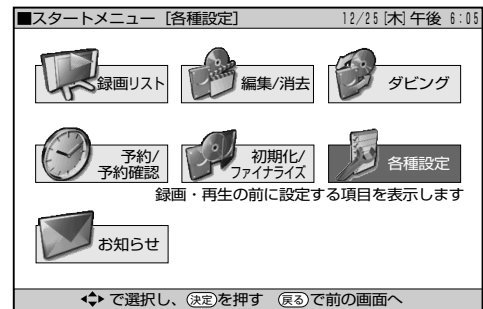 ■スタートメニュー [各種設定] 12/25[木]午後 6:05
録画リスト
編集/消去
ダビング
予約/
予約確認
初期化/
ファイナライズ
各種設定
録画・再生の前に設定する項目を表示します
お知らせ
で選択し、決定を押す 戻るで前の画面へ